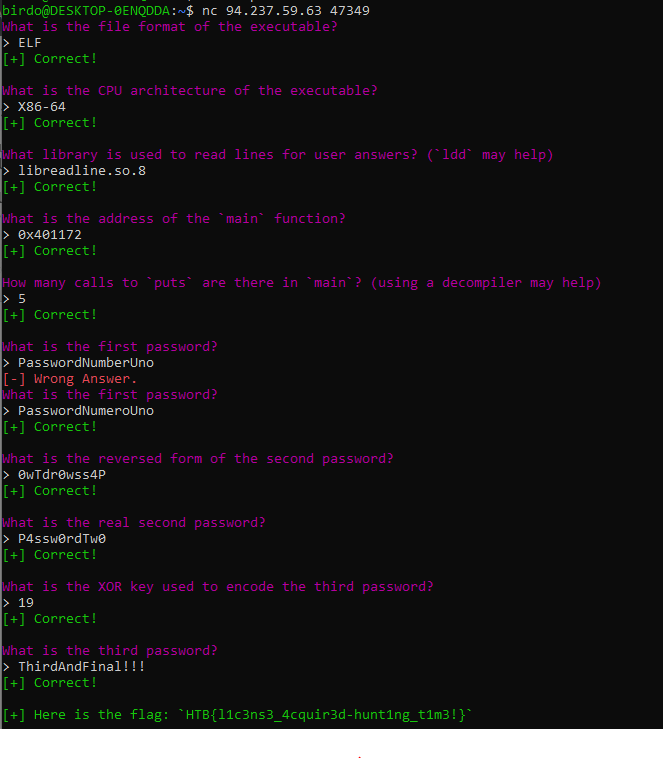 birdo@DESKTOP-0ENQDDA:~$ nc 94.237.59.63 47349
What is the file format of the executable?
> ELF
[+] Correct!
What is the CPU architecture of the executable?
> X86-64
[+] Correct!
What library is used to read lines for user answers? (`ldd` may help)
> libreadline.so.8
[+] Correct!
What is the address of the `main` function?
> 0x401172
[+] Correct!
How many calls to `puts` are there in `main`? (using a decompiler may help)
> 5
[+] Correct!
What is the first password?
> PasswordNumberUno
[-] Wrong Answer.
What is the first password?
> PasswordNumeroUno
[+] Correct!
What is the reversed form of the second password?
> 0wTdr0wss4P
[+] Correct!
What is the real second password?
> P4ssw0rdTw0
[+] Correct!
What is the XOR key used to encode the third password?
> 19
[+] Correct!
What is the third password?
> ThirdAndFinal!!!
[+] Correct!
[+] Here is the flag: `HTB{l1c3ns3_4cquir3d-hunt1ng_t1m3!}`